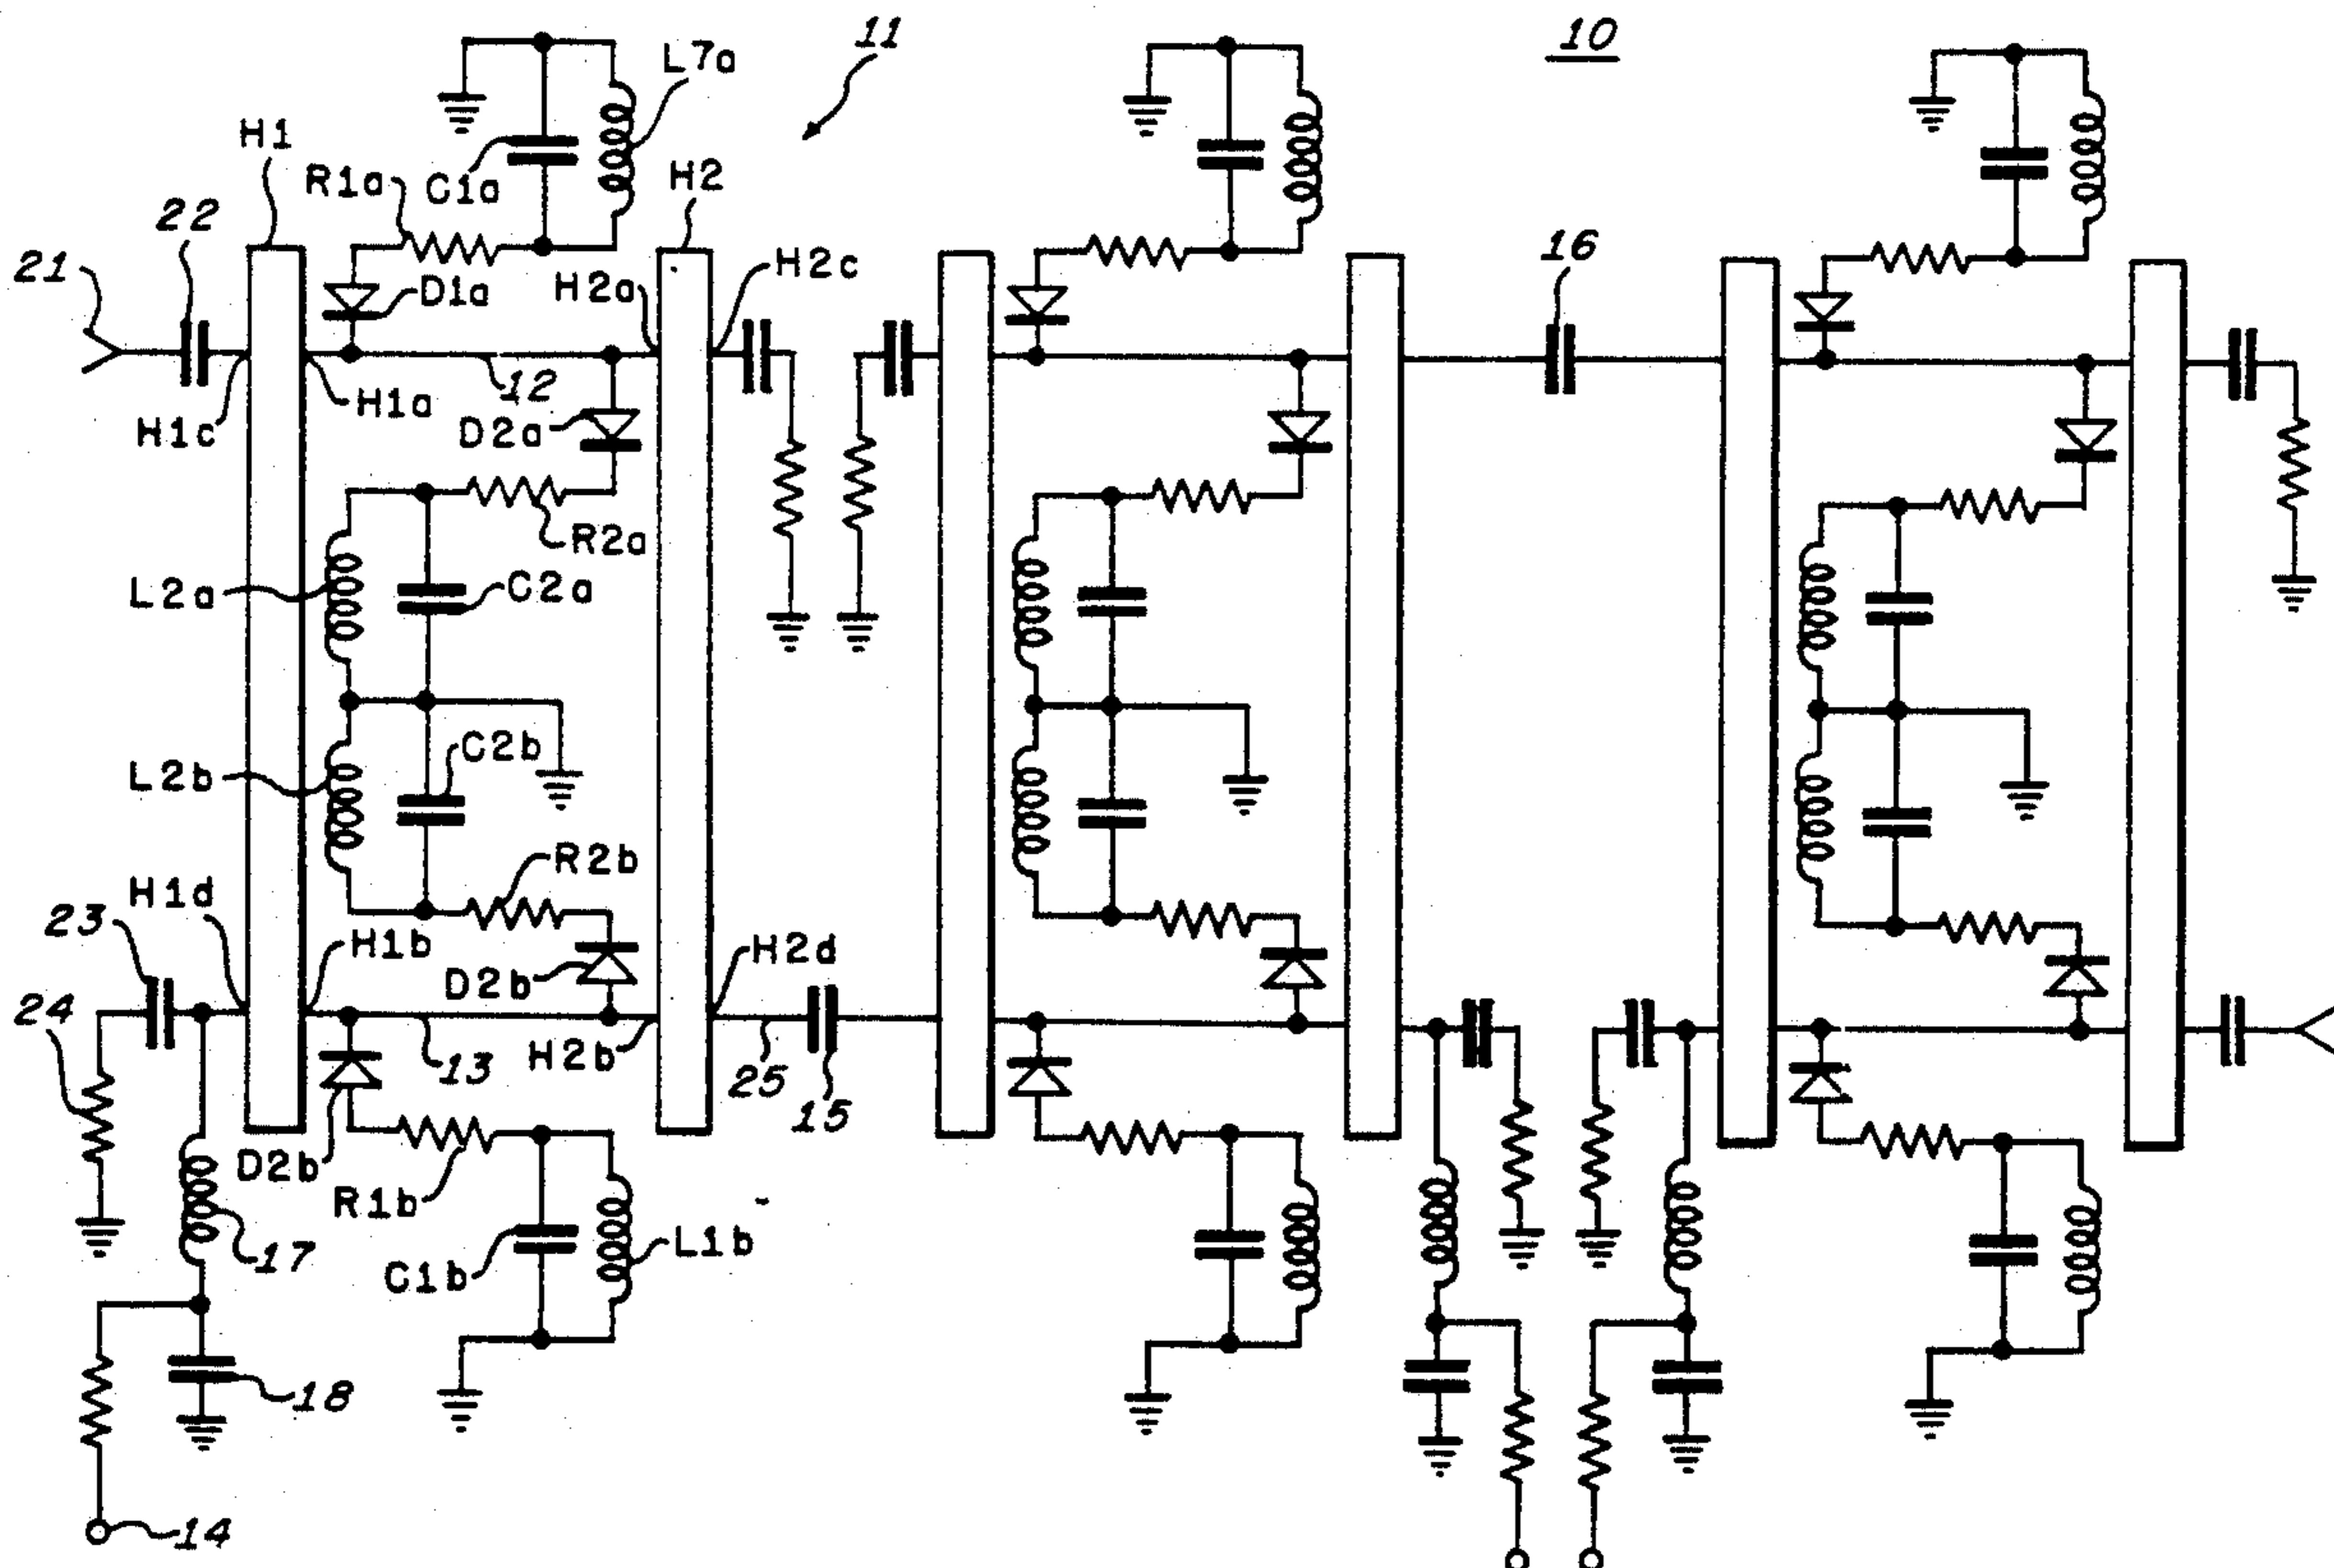 11
10
L7a
H1
R1a
C1a
H2
22
16
21
H2c
H2a
D1a
12
H1a
H1c
D2a
R2a
L2a
C2a
C2b
L2b
R2b
H1d
23
H1b
H2d
D2b
24
13
H2b
25
15
D2b
R1b
17
L1b
C1b
18
14